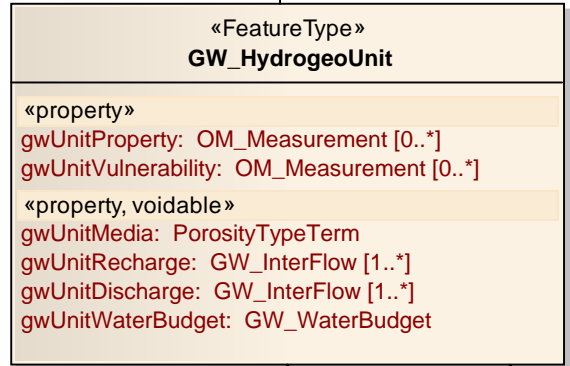 «FeatureType»
GW_HydrogeoUnit
«property»
gwUnitProperty: OM_Measurement [0..*]
gwUnitVulnerability: OM_Measurement [0..*]
«property, voidable»
gwUnitMedia: PorosityTypeTerm
gwUnitRecharge: GW_InterFlow [1..*]
gwUnitDischarge: GW_InterFlow [1..*]
gwUnitWaterBudget: GW_WaterBudget